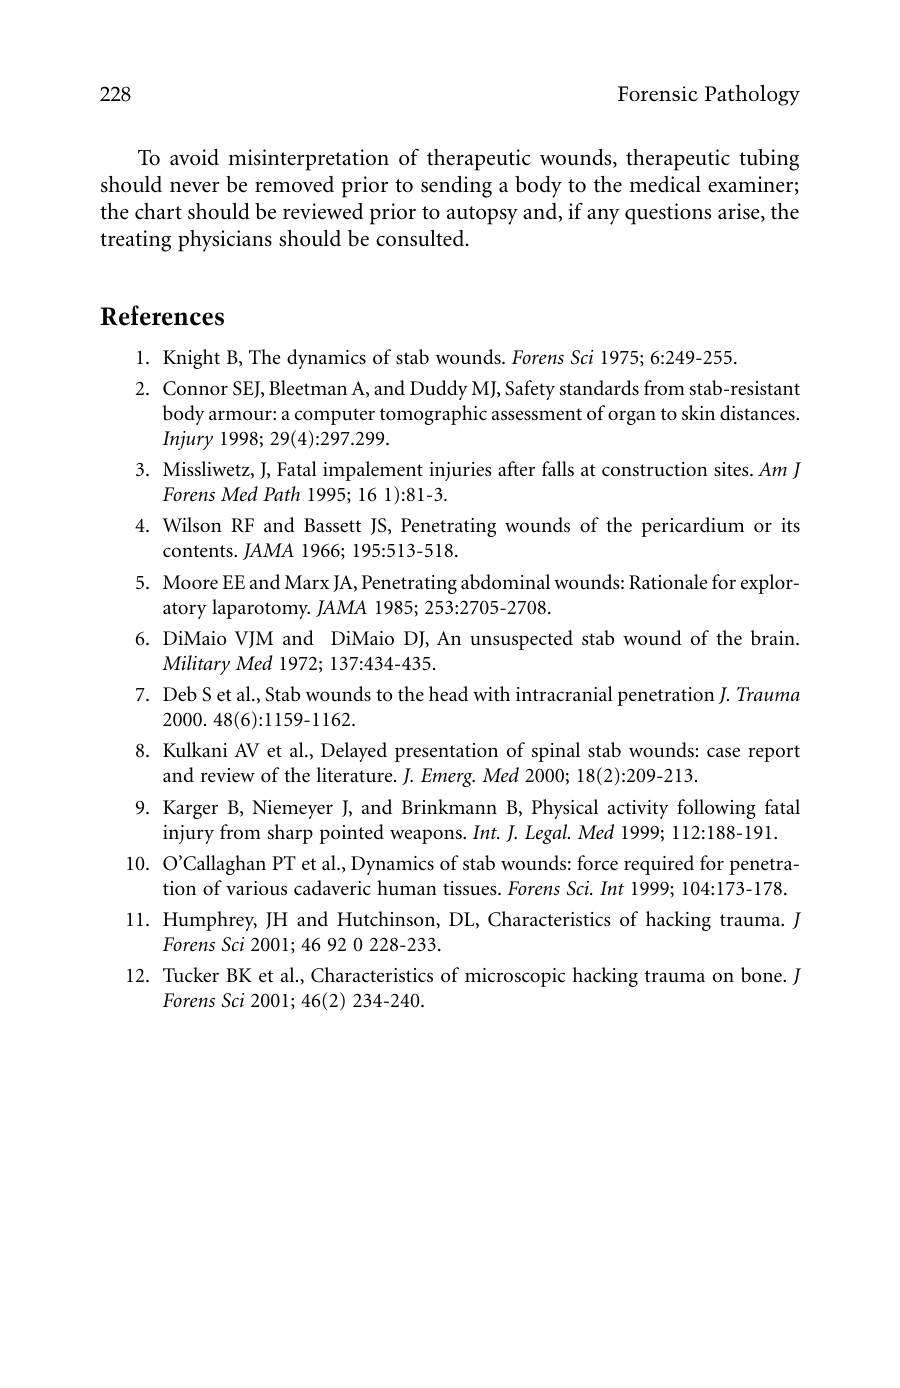 228 Forensic Pathology
To avoid misinterpretation of therapeutic wounds, therapeutic tubing
should never be removed prior to sending a body to the medical examiner;
the chart should be reviewed prior to autopsy and, if any questions arise, the
treating physicians should be consulted.
References
1. Knight B, The dynamics of stab wounds. Forens Sci 1975; 6:249-255.
2. Connor SEJ, Bleetman A, and Duddy MJ, Safety standards from stab-resistant
body armour: a computer tomographic assessment of organ to skin distances.
Injury 1998; 29(4):297.299.
3. Missliwetz, J, Fatal impalement injuries after falls at construction sites. Am J
Forens Med Path 1995; 16 1):81-3.
4. Wilson RF and Bassett JS, Penetrating wounds of the pericardium or its
contents. JAMA 1966; 195:513-518.
5. Moore EE and Marx JA, Penetrating abdominal wounds: Rationale for explor-
atory laparotomy. JAMA 1985; 253:2705-2708.
6. DiMaio VJM and DiMaio DJ, An unsuspected stab wound of the brain.
Military Med 1972; 137:434-435.
7. Deb S et al., Stab wounds to the head with intracranial penetration J. Trauma
2000. 48(6):1159-1162.
8. Kulkani AV et al., Delayed presentation of spinal stab wounds: case report
and review of the literature. J. Emerg. Med 2000; 18(2):209-213.
9. Karger B, Niemeyer J, and Brinkmann B, Physical activity following fatal
injury from sharp pointed weapons. Int. J. Legal. Med 1999; 112:188-191.
10. O’Callaghan PT et al., Dynamics of stab wounds: force required for penetra-
tion of various cadaveric human tissues. Forens Sci. Int 1999; 104:173-178.
11. Humphrey, JH and Hutchinson, DL, Characteristics of hacking trauma. J
Forens Sci 2001; 46 92 0 228-233.
12. Tucker BK et al., Characteristics of microscopic hacking trauma on bone. J
Forens Sci 2001; 46(2) 234-240.